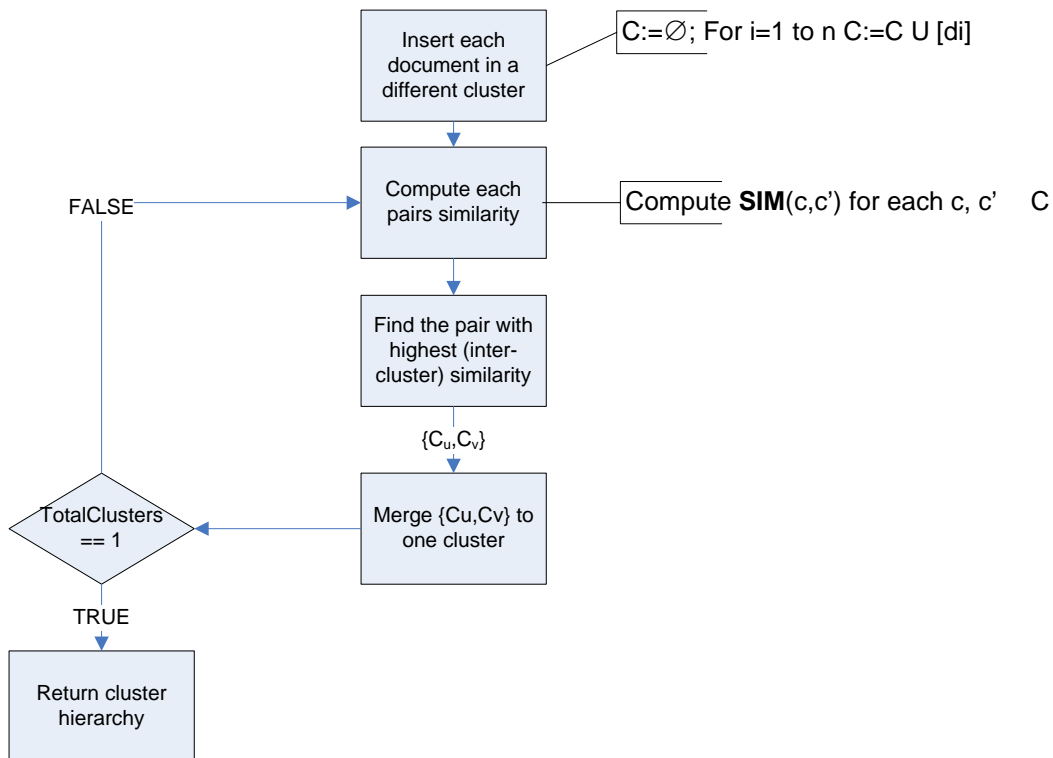 Insert each
document in a
different cluster
C:=∅; For i=1 to n C:=C U [di]
Compute each
pairs similarity
Compute SIM(c,c’) for each c, c’ C
FALSE
Find the pair with
highest (inter-
cluster) similarity
{Cu,Cv}
Merge {Cu,Cv} to
one cluster
TotalClusters
== 1
TRUE
Return cluster
hierarchy